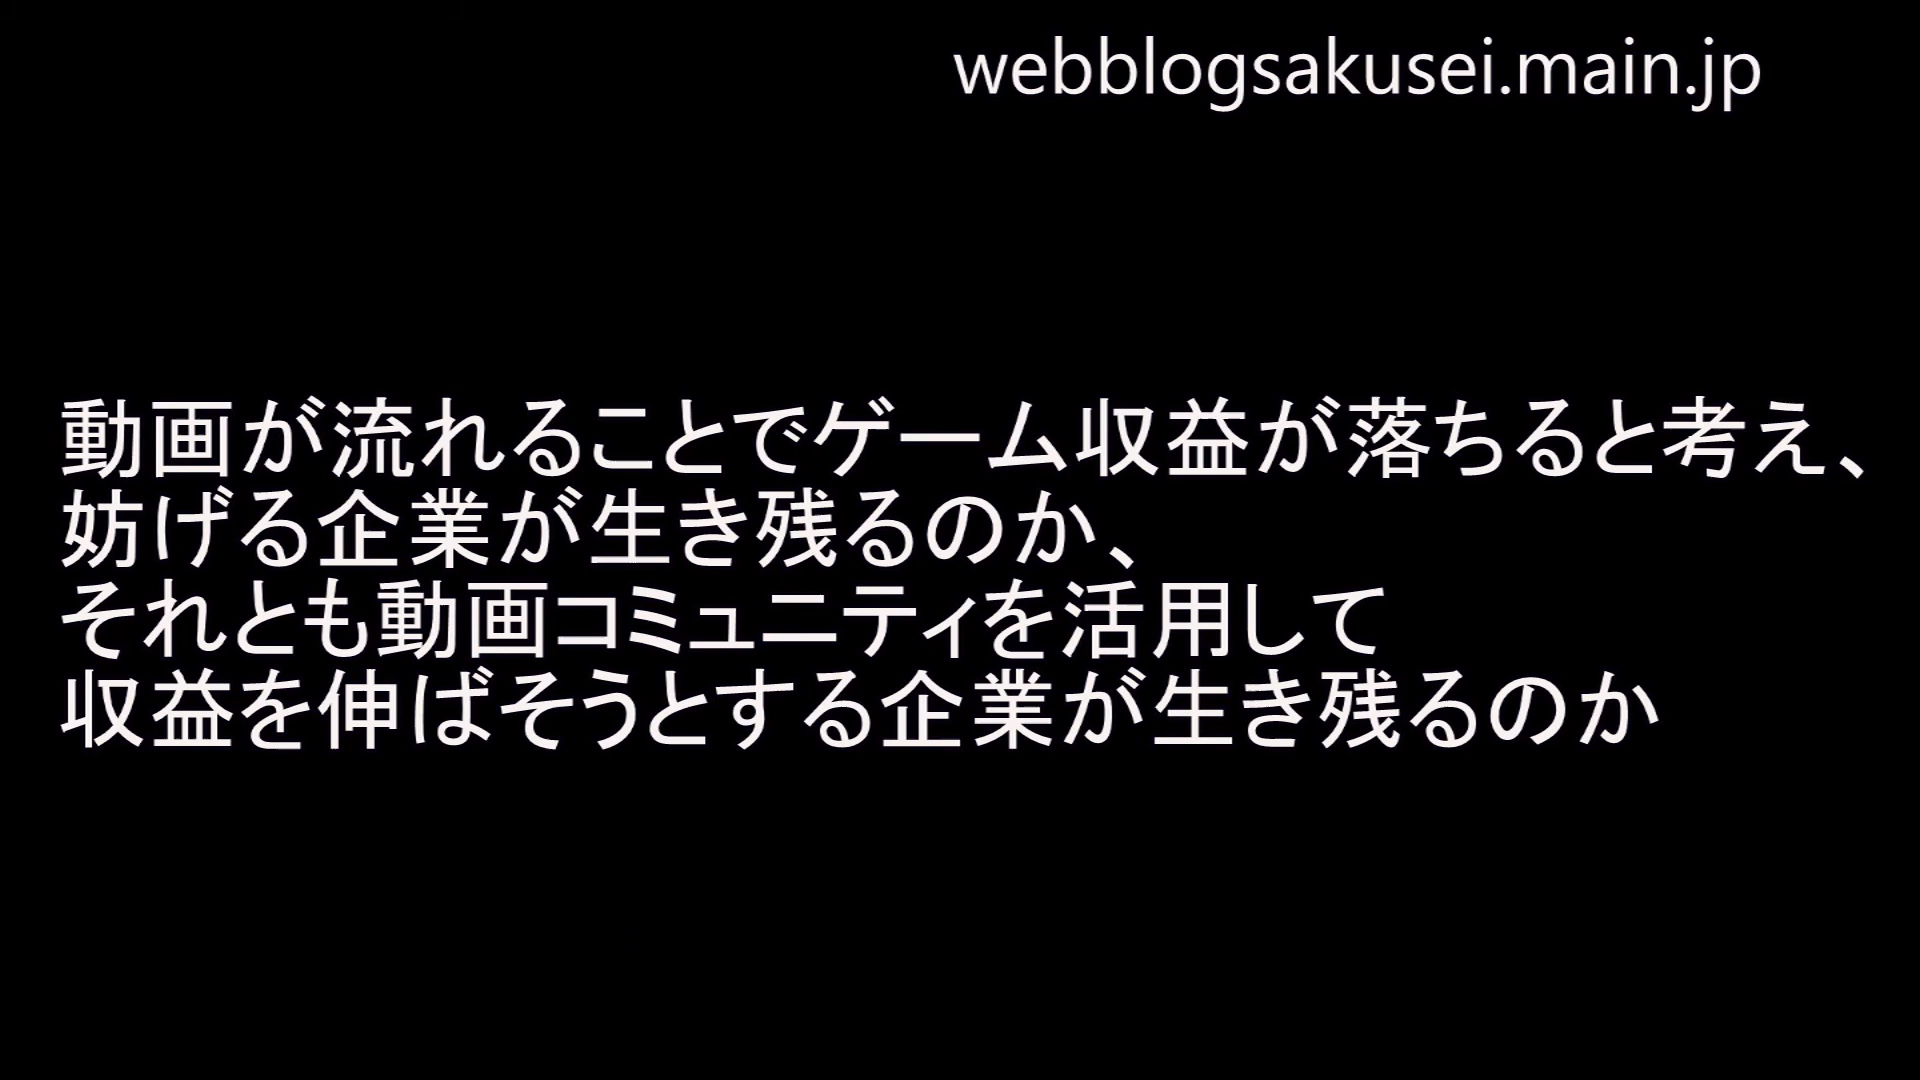 webblogsakusei.main.jp
動画が流れることでゲーム収益が落ちると考え、
妨げる企業が生き残るのか、
それとも動画コミュニティを活用して
収益を伸ばそうとする企業が生き残るのか